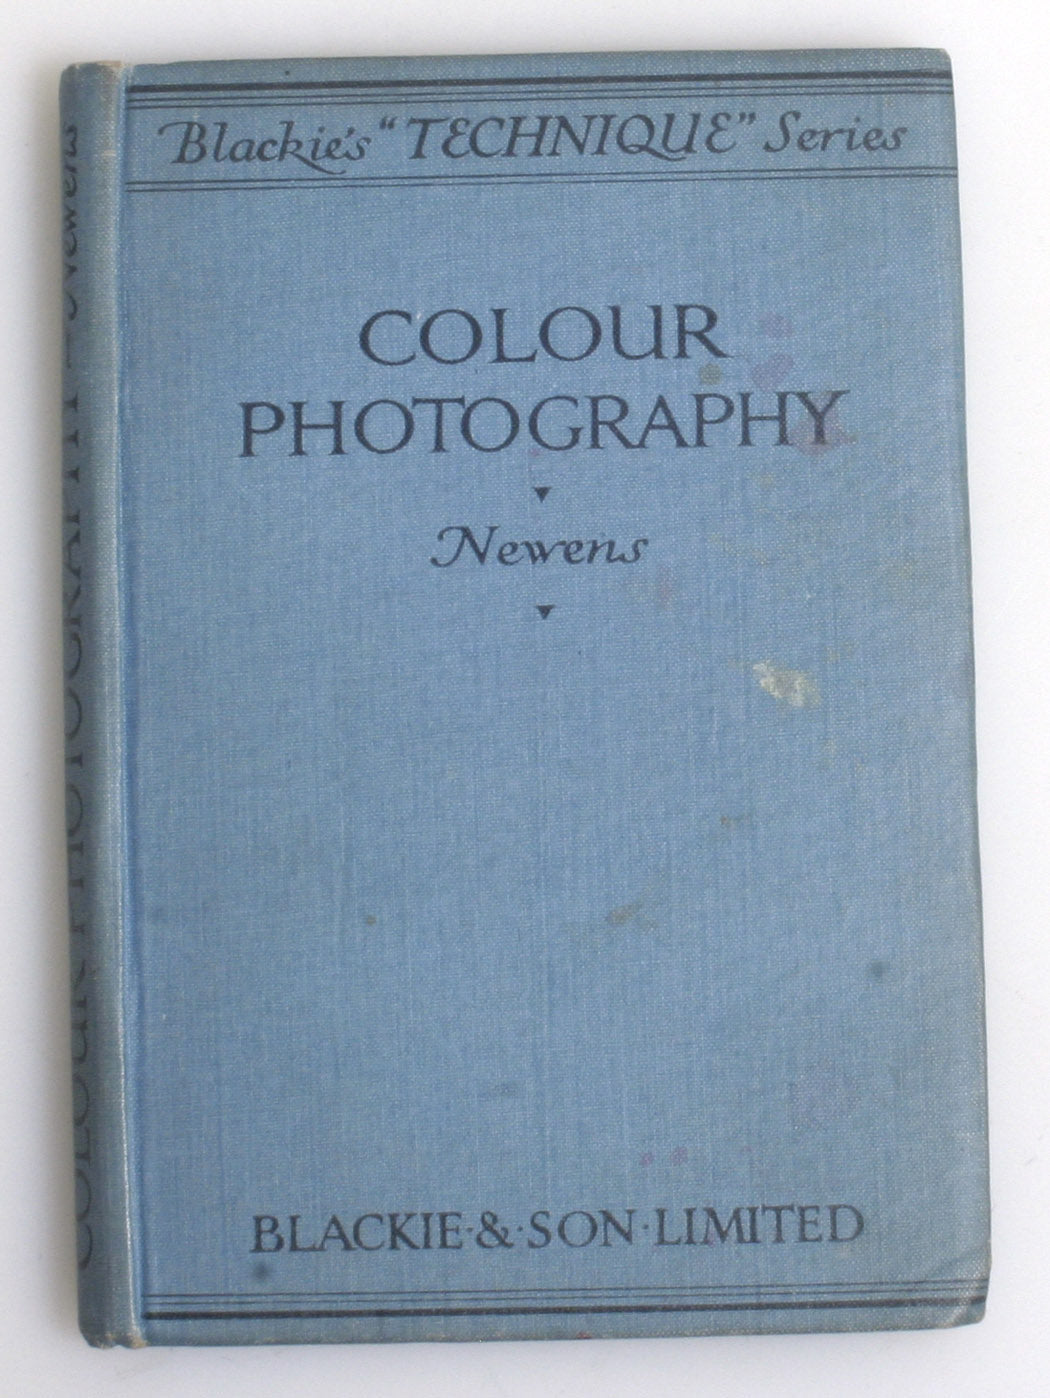 Blackie's "TECHNIQUE" Series
COLOUR
PHOTOGRAPHY
Newens
BLACKIE·&·SON·LIMITED
COLOUR PHOTOGRAPHY - Newens